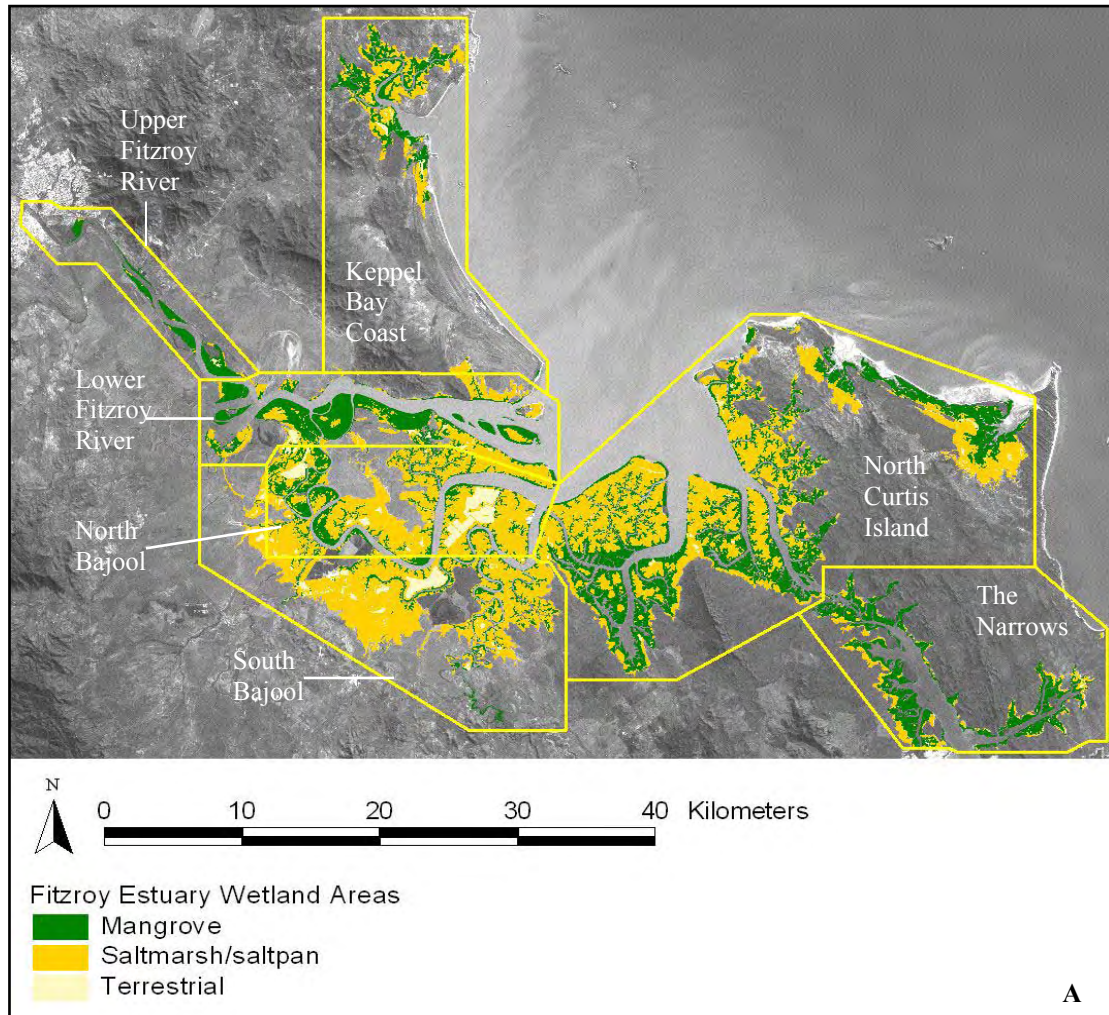 Upper
Fitzroy
River
Keppel
Bay
Coast
Lower
Fitzroy
River
North
Curtis
Island
North
Bajool
The
Narrows
South
Bajool
N
0 10 20 30 40 Kilometers
Fitzroy Estuary Wetland Areas
Mangrove
Saltmarsh/saltpan
Terrestrial
A